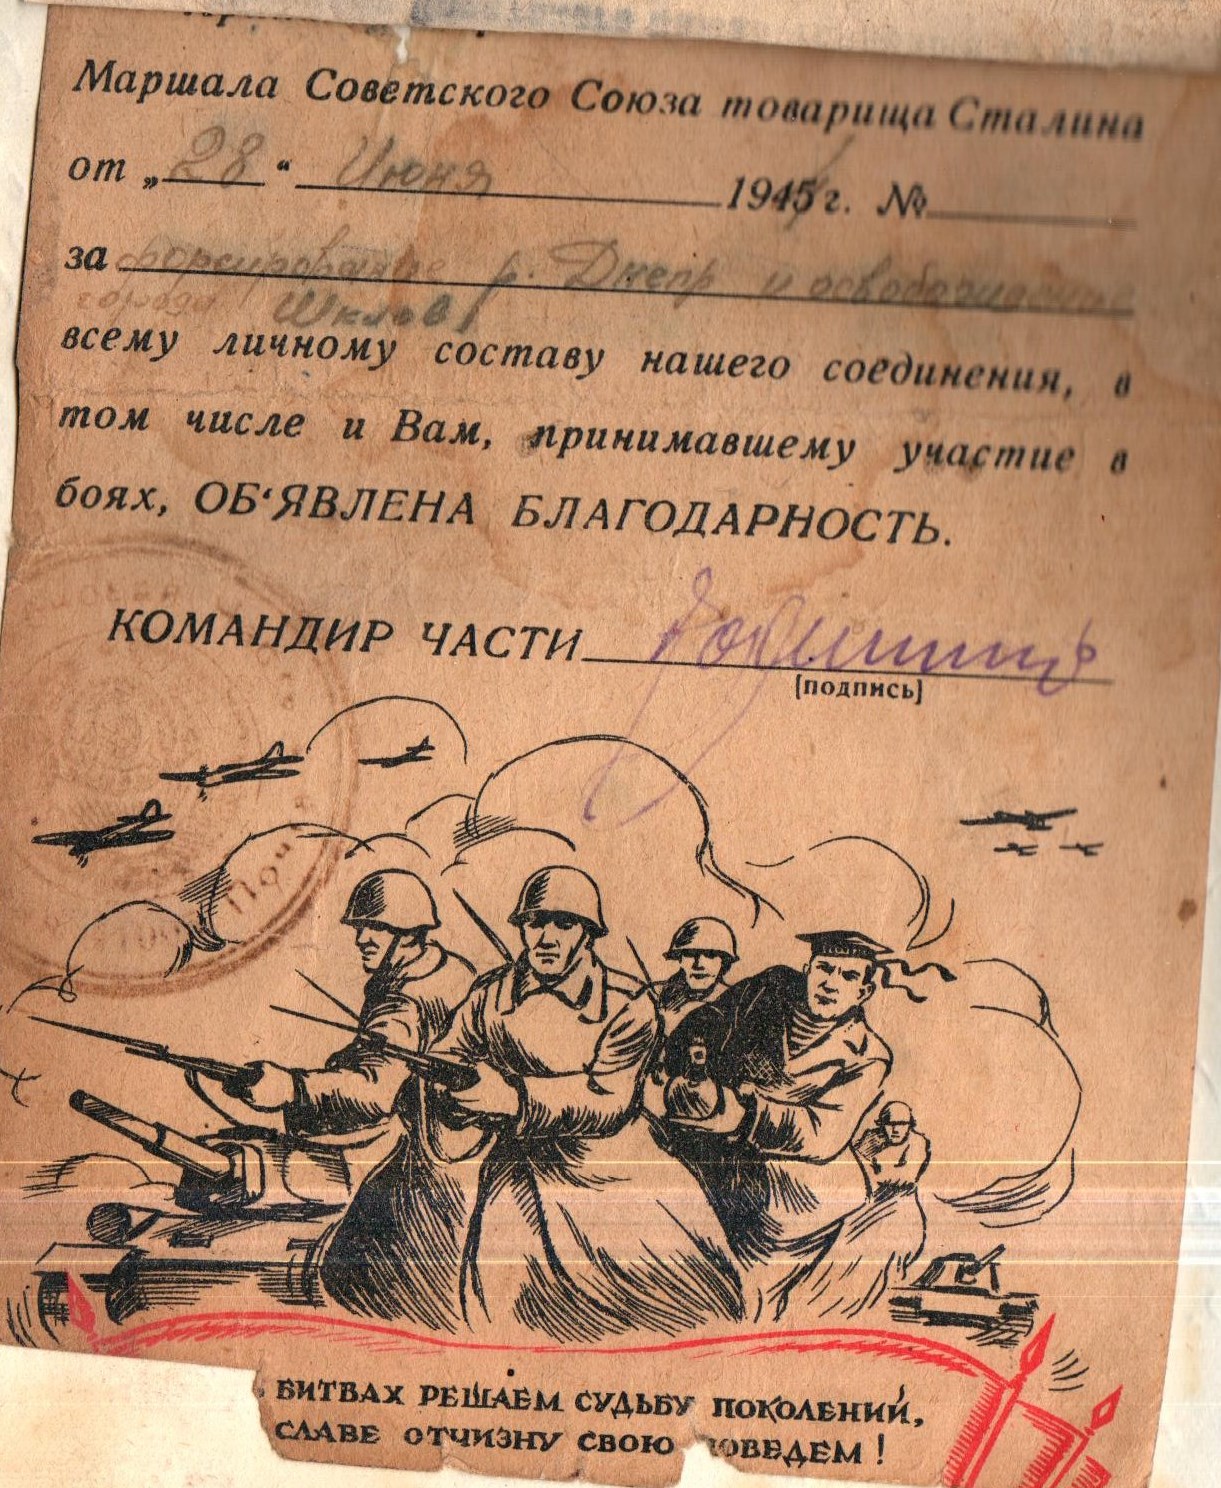 Маршала Советского Союза товарища Сталина
от „ 28 “ Июня 1945 г. №
за форсирование р. Днепр и освобождение
города Шклов
всему личному составу нашего соединения, в
том числе и Вам, принимавшему участие в
боях, ОБ‘ЯВЛЕНА БЛАГОДАРНОСТЬ.
КОМАНДИР ЧАСТИ
(подпись)
БИТВАХ РЕШАЕМ СУДЬБУ ПОКОЛЕНИЙ,
СЛАВЕ ОТЧИЗНУ СВОЮ ПОВЕДЕМ!